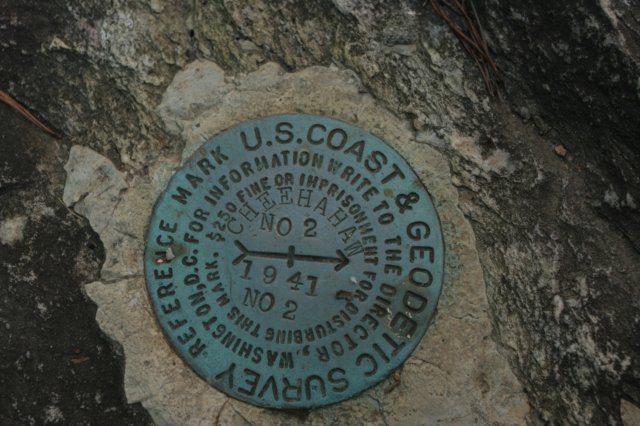 U.S. COAST & GEODETIC SURVEY
REFERENCE MARK
FOR INFORMATION WRITE TO THE DIRECTOR, WASHINGTON, D.C.
$250 FINE OR IMPRISONMENT FOR DISTURBING THIS MARK.
CHEEHAHAW
NO 2
1941
NO 2